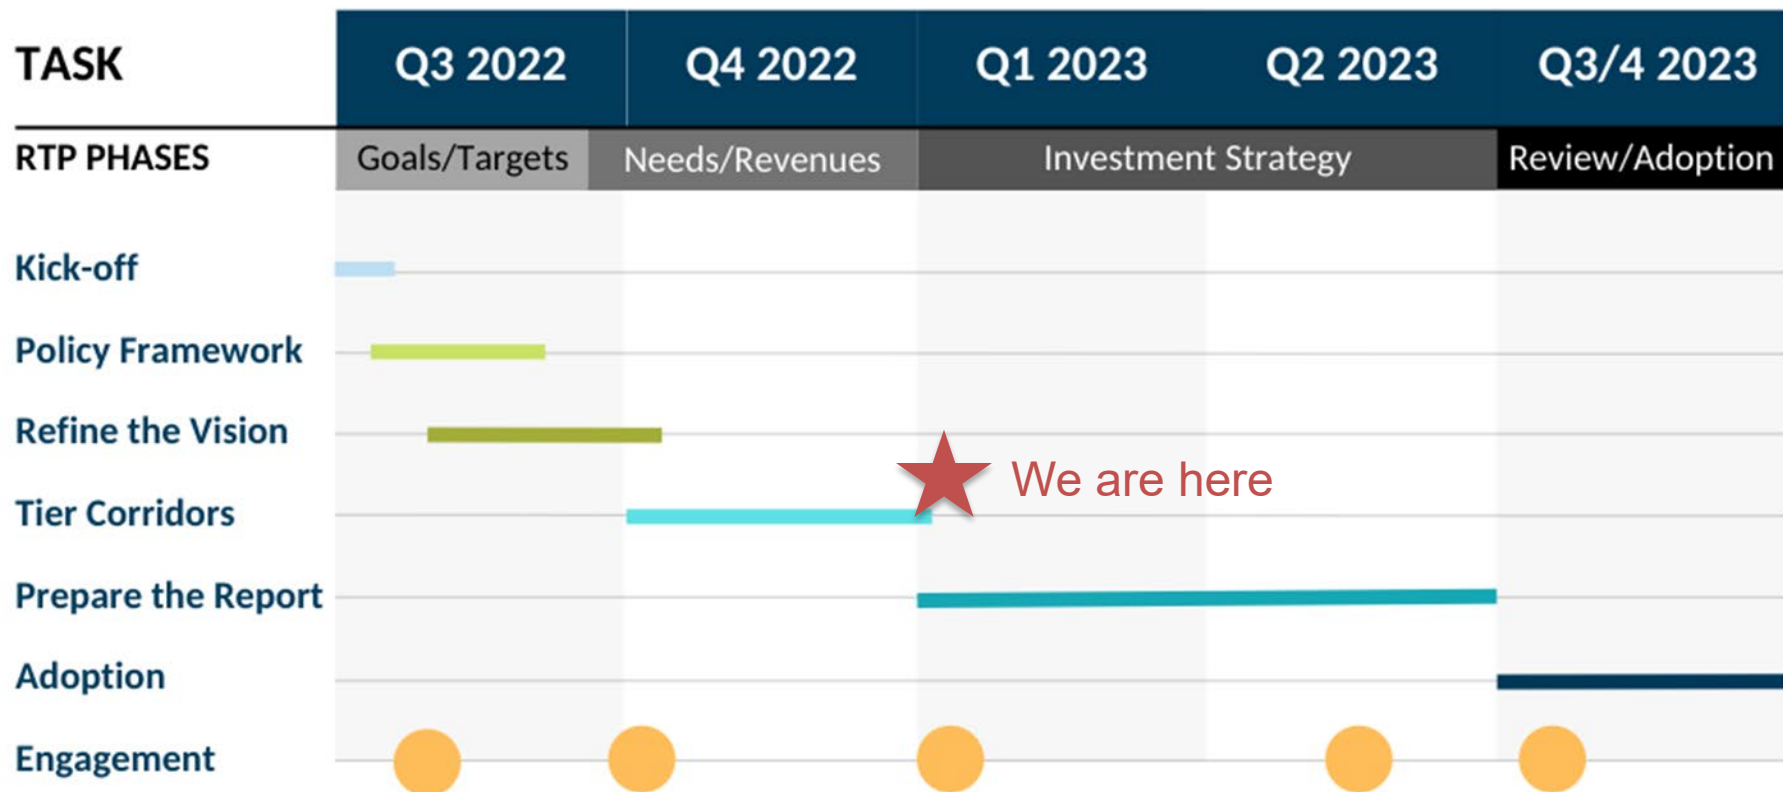 TASK Q3 2022 Q4 2022 Q1 2023 Q2 2023 Q3/4 2023
RTP PHASES Goals/Targets Needs/Revenues Investment Strategy Review/Adoption
Kick-off
Policy Framework
Refine the Vision
We are here
Tier Corridors
Prepare the Report
Adoption
Engagement